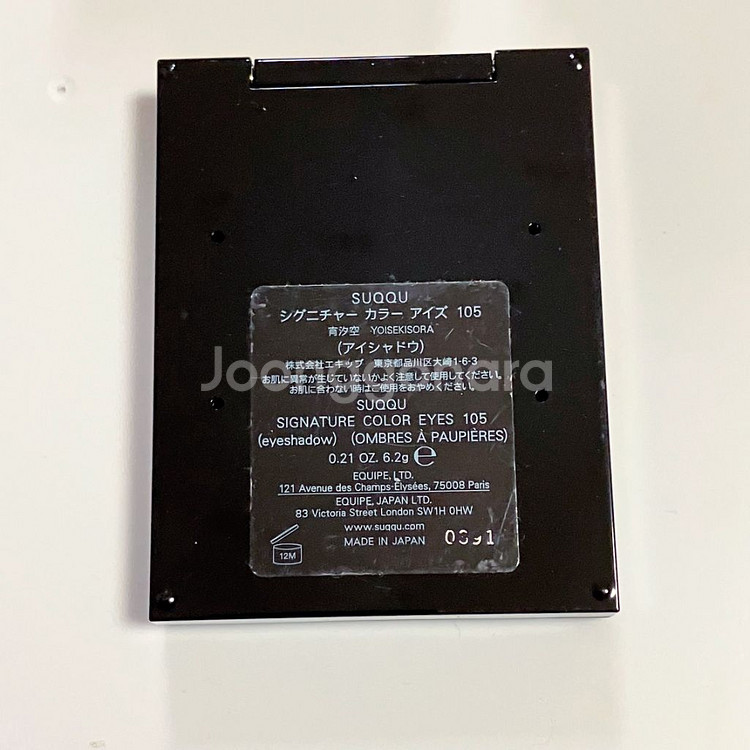 SUQQU
シグニチャー カラー アイズ 105
宵汐空 YOISEKISORA
(アイシャドウ)
株式会社エキップ 東京都品川区大崎1-6-3
お肌に異常が生じていないかよく注意して使用してください。
お肌に合わない時はご使用をおやめください。
Joonggonara
SUQQU
SIGNATURE COLOR EYES 105
(eyeshadow) (OMBRES À PAUPIÈRES)
0.21 OZ. 6.2g ℮
EQUIPE, LTD.
121 Avenue des Champs-Élysées, 75008 Paris
EQUIPE, JAPAN LTD.
83 Victoria Street London SW1H 0HW
www.suqqu.com
MADE IN JAPAN 0691
12M